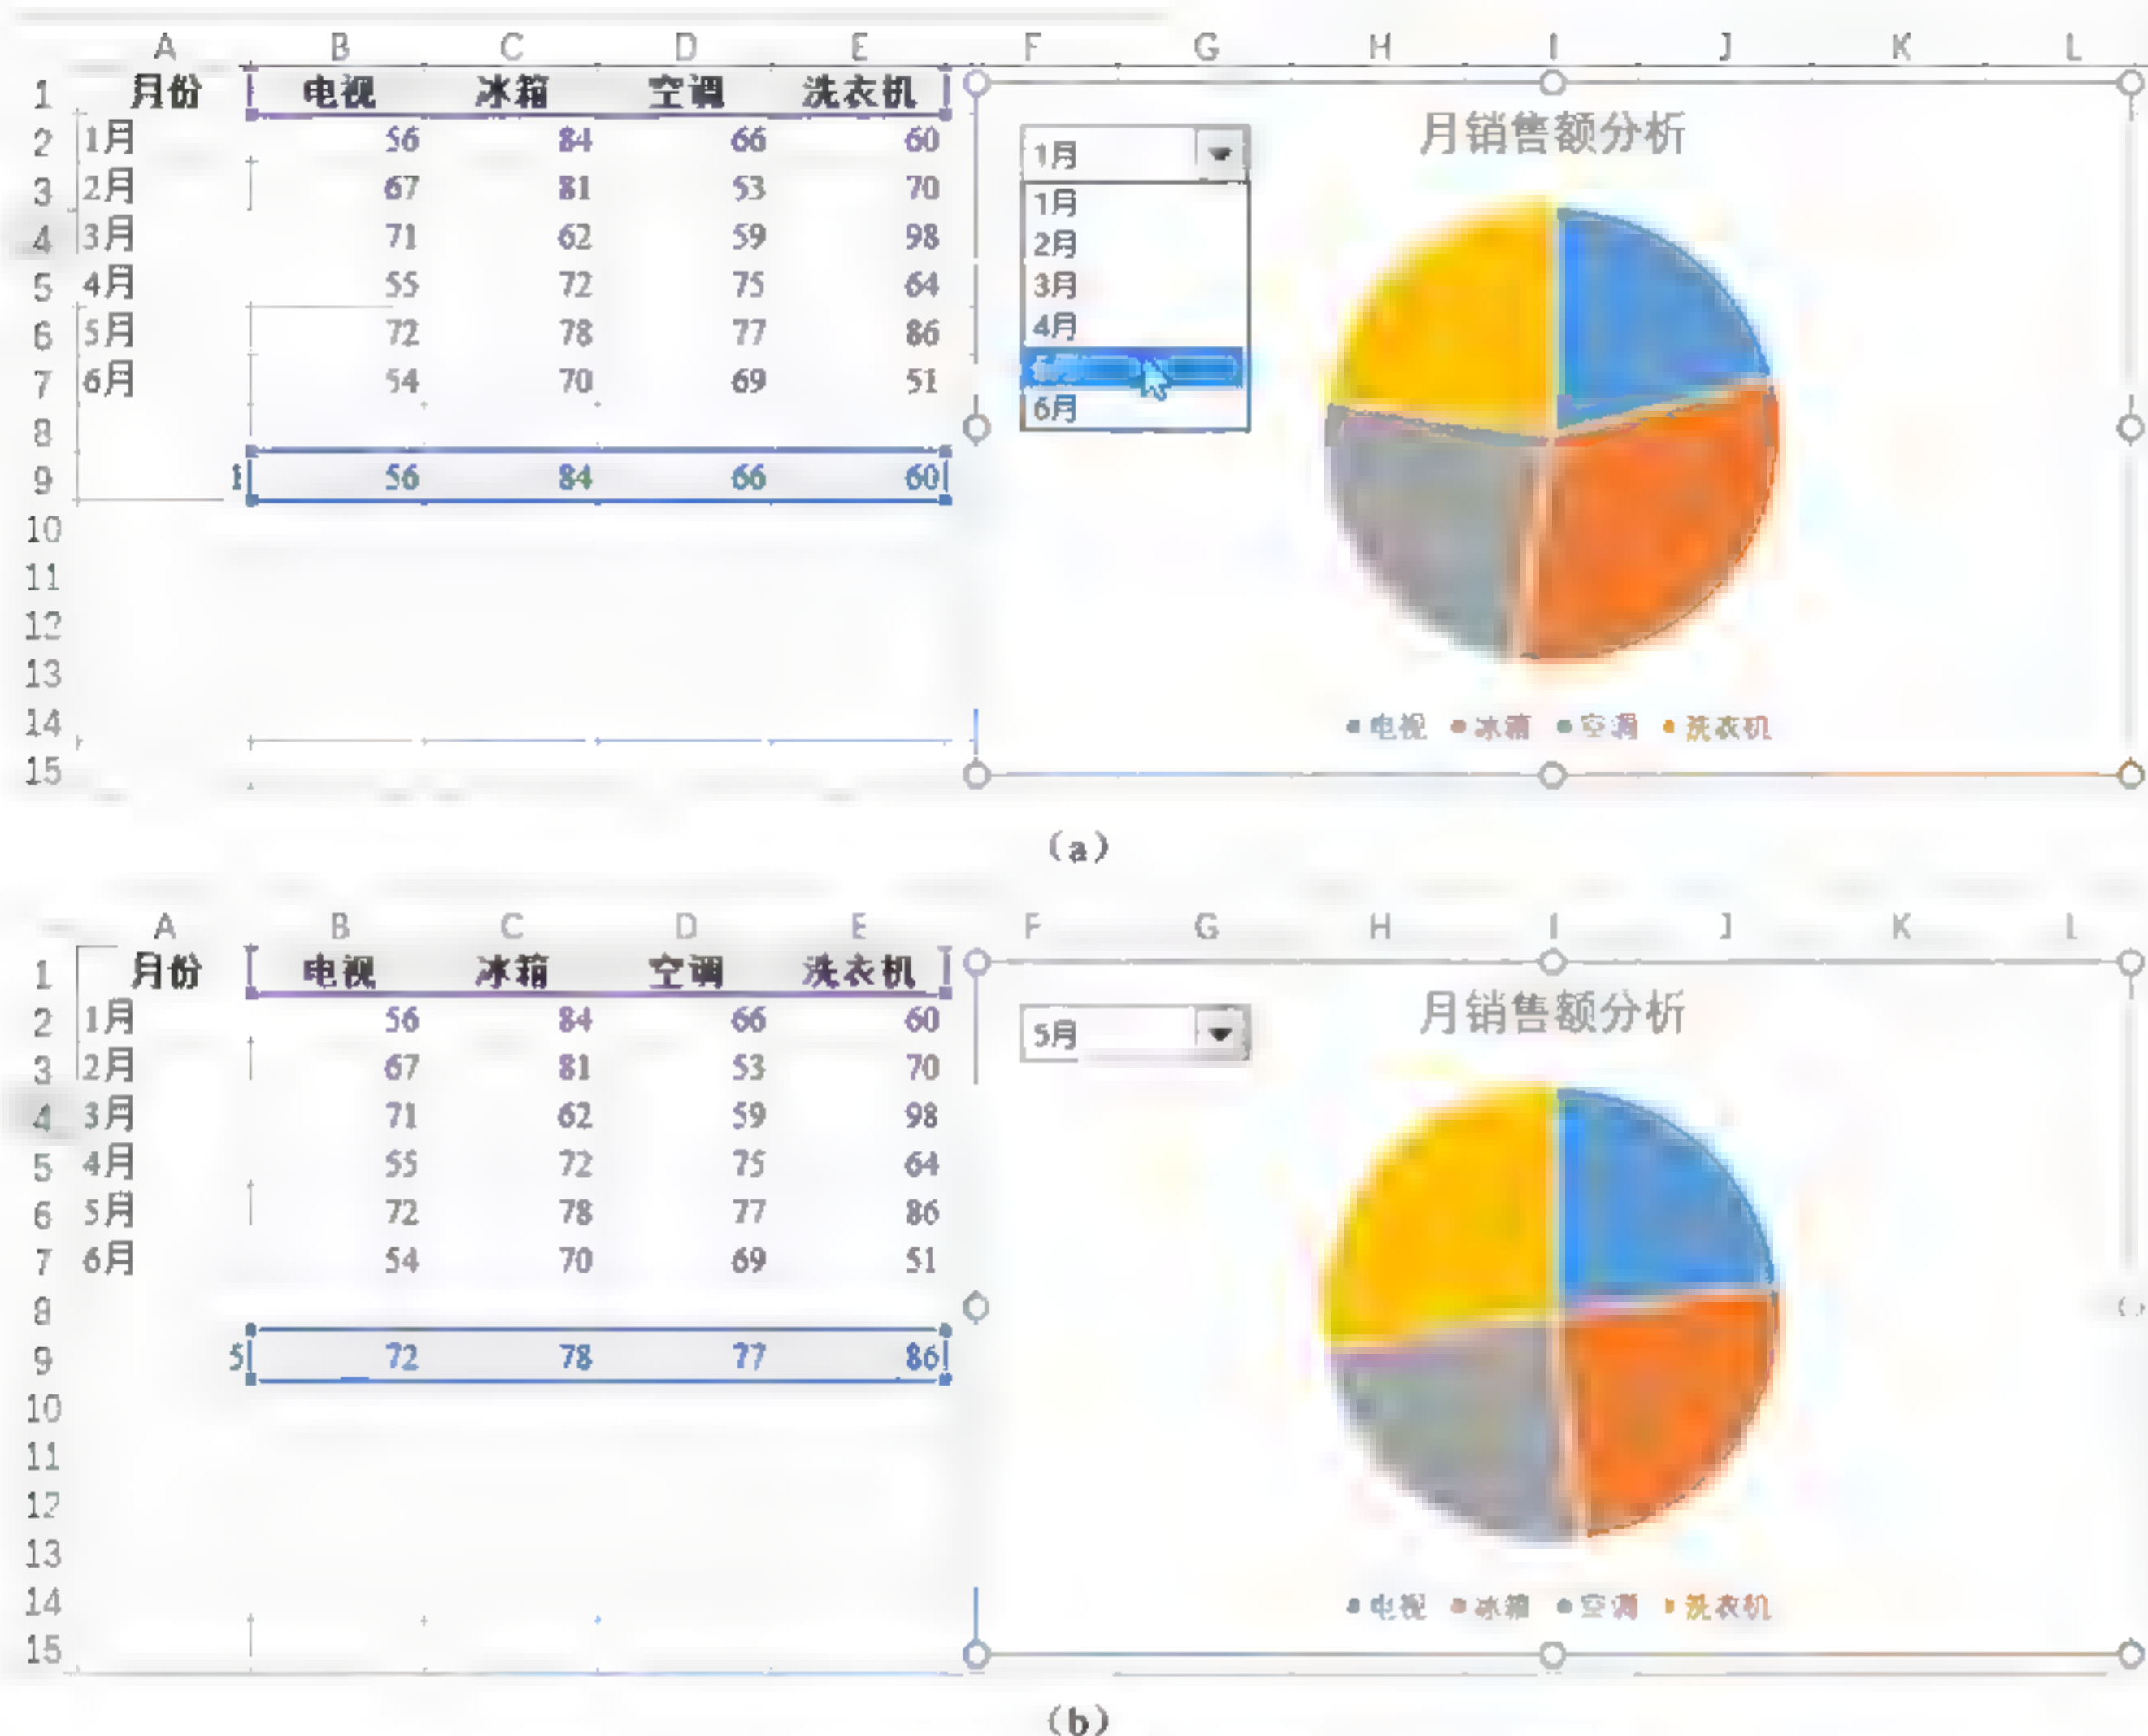 A B C D E F G H I J K L
1 月份 电视 冰箱 空调 洗衣机
2 1月 56 84 66 60
3 2月 67 81 53 70
4 3月 71 62 59 98
5 4月 55 72 75 64
6 5月 72 78 77 86
7 6月 54 70 69 51
8
9 1 56 84 66 60
10
11
12
13
14
15
1月
1月
2月
3月
4月
6月
月销售额分析
电视 冰箱 空调 洗衣机
(a)
A B C D E F G H I J K L
1 月份 电视 冰箱 空调 洗衣机
2 1月 56 84 66 60
3 2月 67 81 53 70
4 3月 71 62 59 98
5 4月 55 72 75 64
6 5月 72 78 77 86
7 6月 54 70 69 51
8
9 5 72 78 77 86
10
11
12
13
14
15
5月
月销售额分析
电视 冰箱 空调 洗衣机
(b)